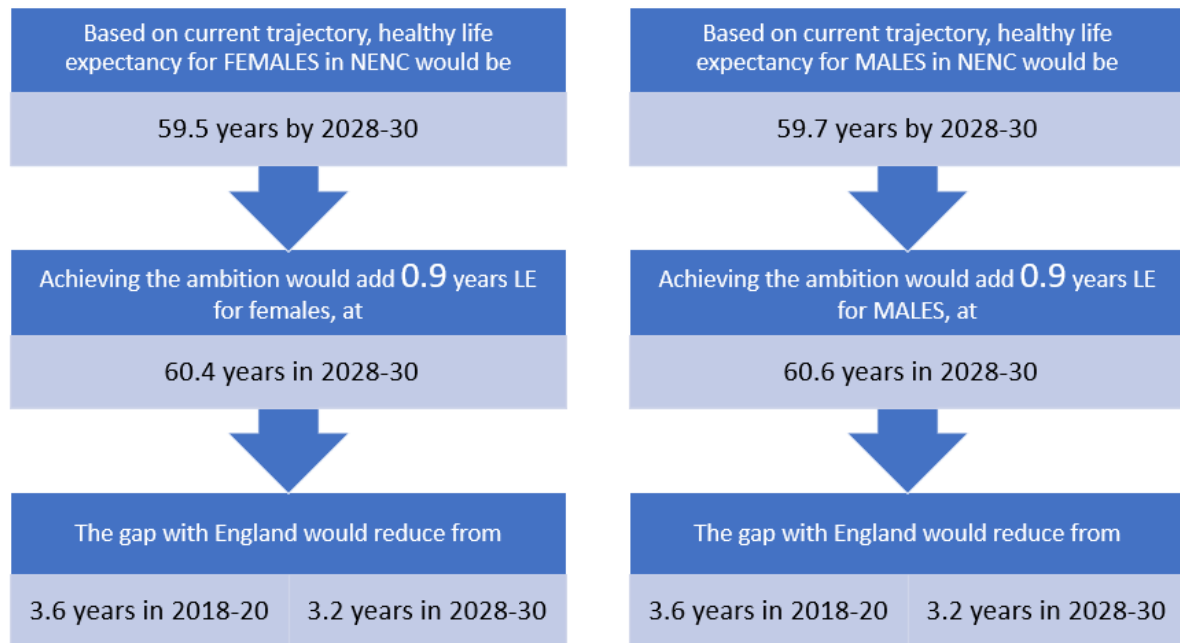 Based on current trajectory, healthy life
expectancy for FEMALES in NENC would be
59.5 years by 2028-30
Achieving the ambition would add 0.9 years LE
for females, at
60.4 years in 2028-30
The gap with England would reduce from
3.6 years in 2018-20
3.2 years in 2028-30
Based on current trajectory, healthy life
expectancy for MALES in NENC would be
59.7 years by 2028-30
Achieving the ambition would add 0.9 years LE
for MALES, at
60.6 years in 2028-30
The gap with England would reduce from
3.6 years in 2018-20
3.2 years in 2028-30